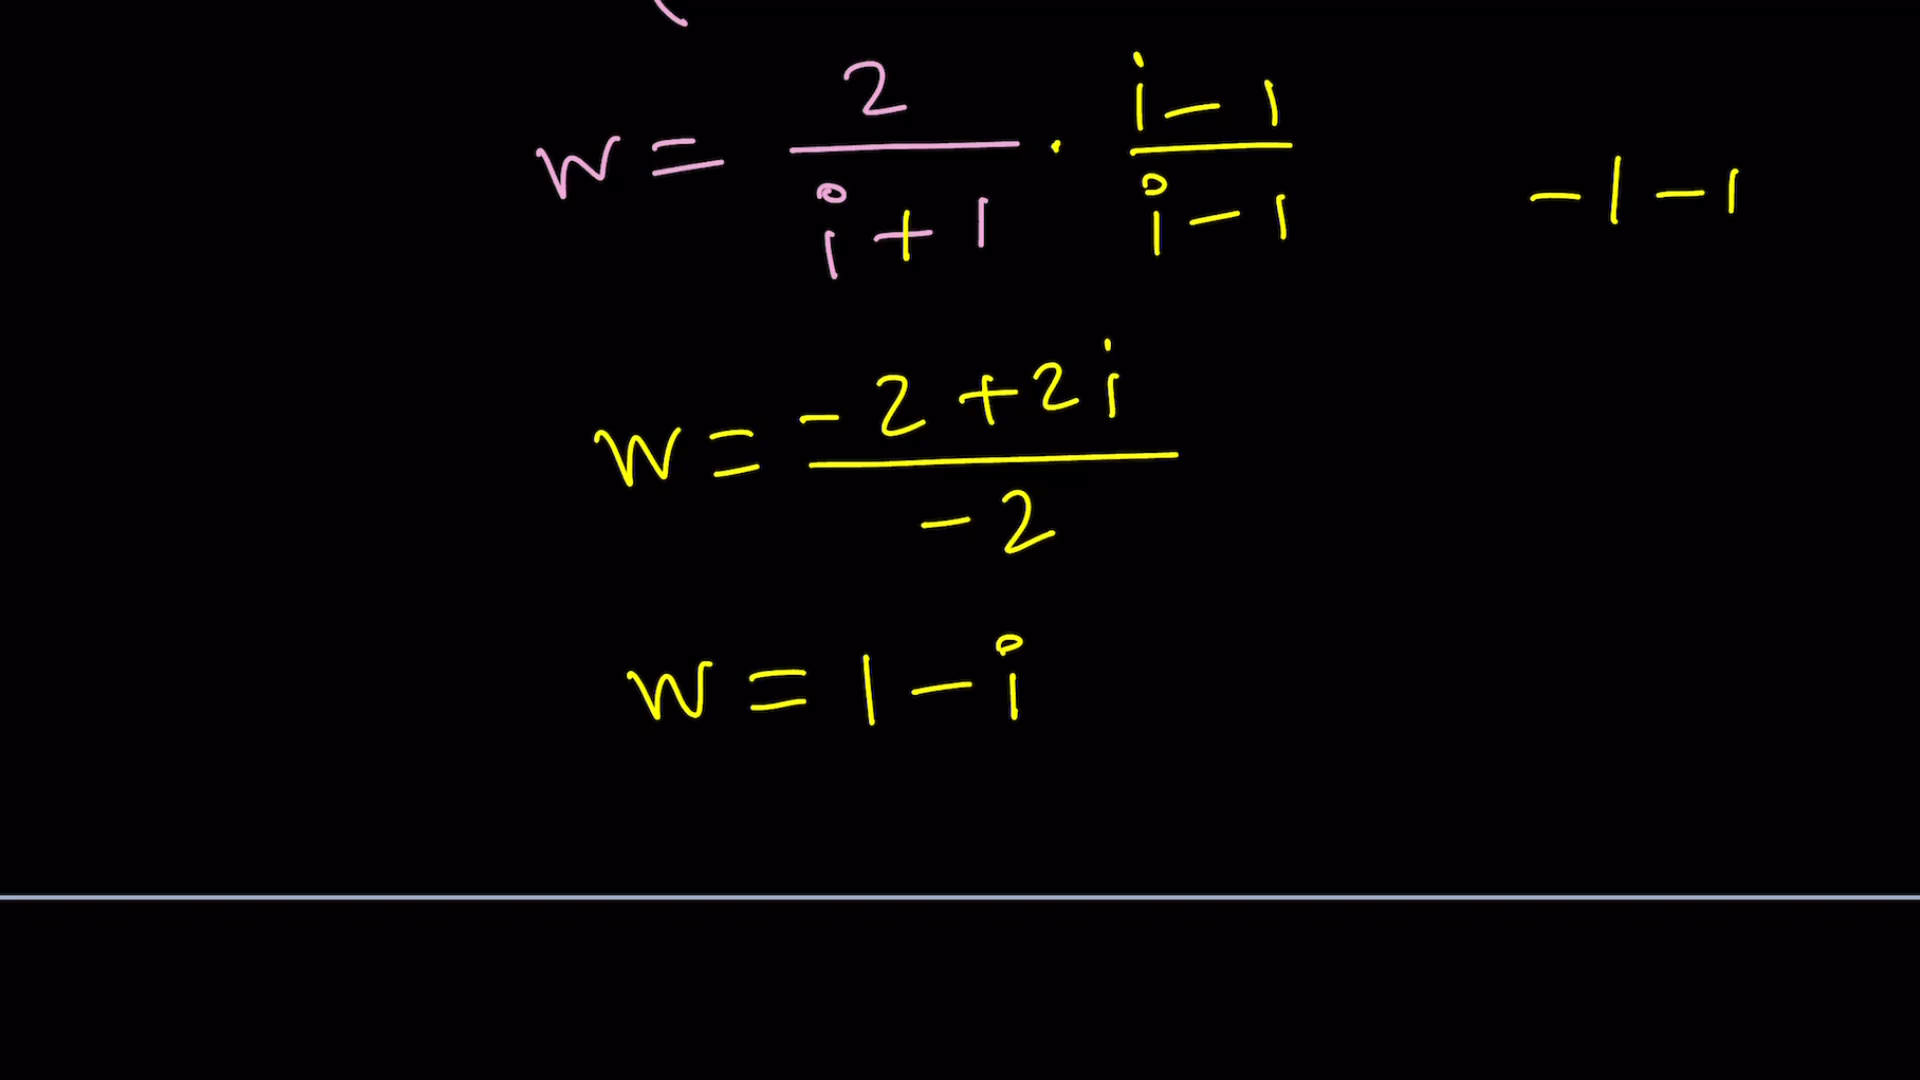 w = 2/(i+1) · (i-1)/(i-1)
-1-1
w = (-2+2i)/(-2)
w = 1-i